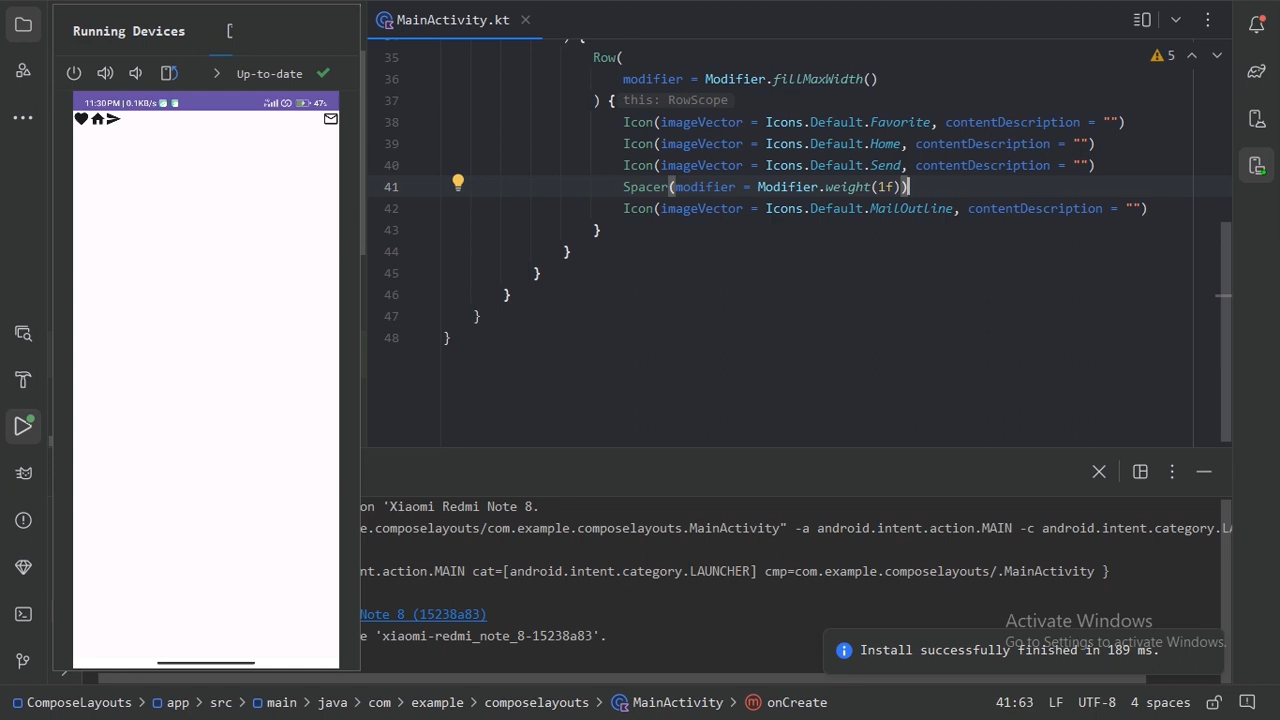 Running Devices
MainActivity.kt
Up-to-date
11:30 PM | 0.1KB/s
47%
35 Row(
36 modifier = Modifier.fillMaxWidth()
37 ) { this: RowScope
38 Icon(imageVector = Icons.Default.Favorite, contentDescription = "")
39 Icon(imageVector = Icons.Default.Home, contentDescription = "")
40 Icon(imageVector = Icons.Default.Send, contentDescription = "")
41 Spacer(modifier = Modifier.weight(1f))
42 Icon(imageVector = Icons.Default.MailOutline, contentDescription = "")
43 }
44 }
45 }
46 }
47 }
48 }
5
on 'Xiaomi Redmi Note 8.
e.composelayouts/com.example.composelayouts.MainActivity" -a android.intent.action.MAIN -c android.intent.category.LA
nt.action.MAIN cat=[android.intent.category.LAUNCHER] cmp=com.example.composelayouts/.MainActivity }
Note 8 (15238a83)
e 'xiaomi-redmi_note_8-15238a83'.
Activate Windows
Go to Settings to activate Windows.
Install successfully finished in 189 ms.
ComposeLayouts > app > src > main > java > com > example > composelayouts > MainActivity > onCreate
41:63 LF UTF-8 4 spaces